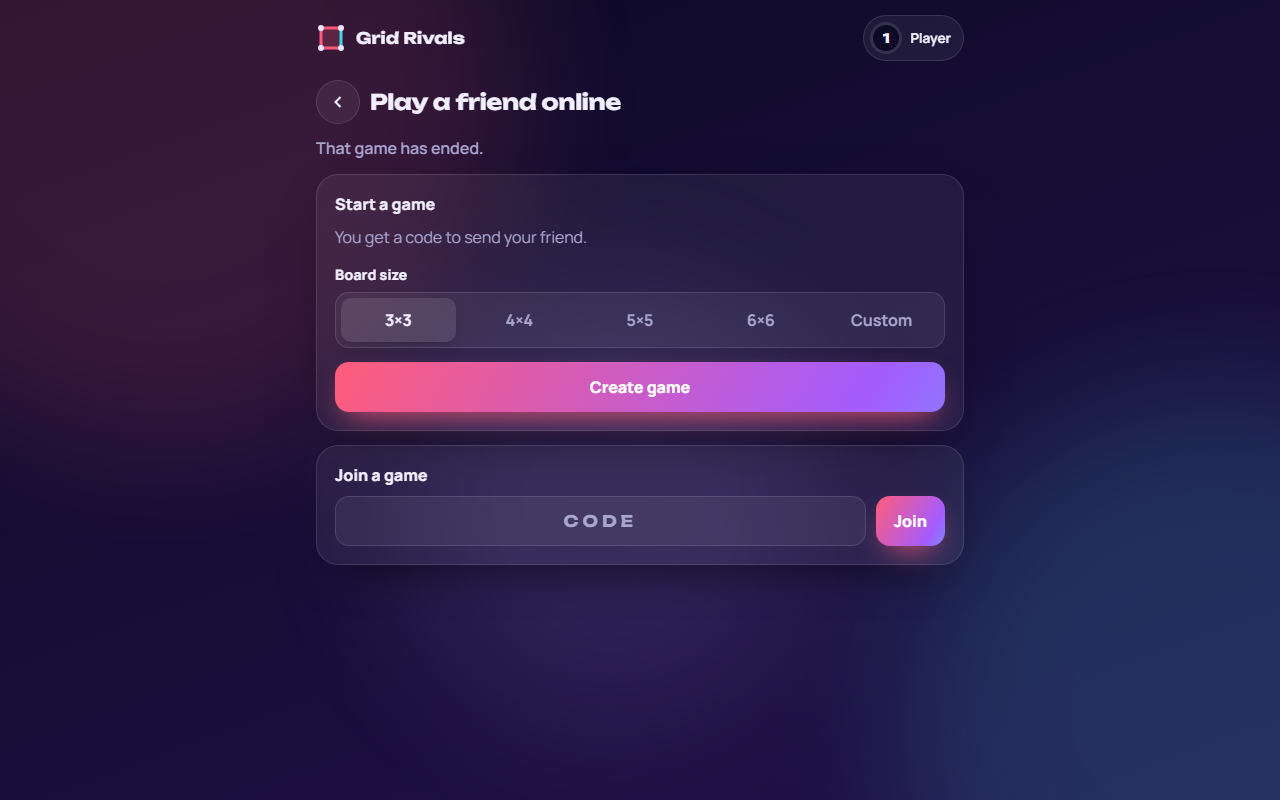 Grid Rivals
1 Player
Play a friend online
That game has ended.
Start a game
You get a code to send your friend.
Board size
3×3 4×4 5×5 6×6 Custom
Create game
Join a game
CODE Join